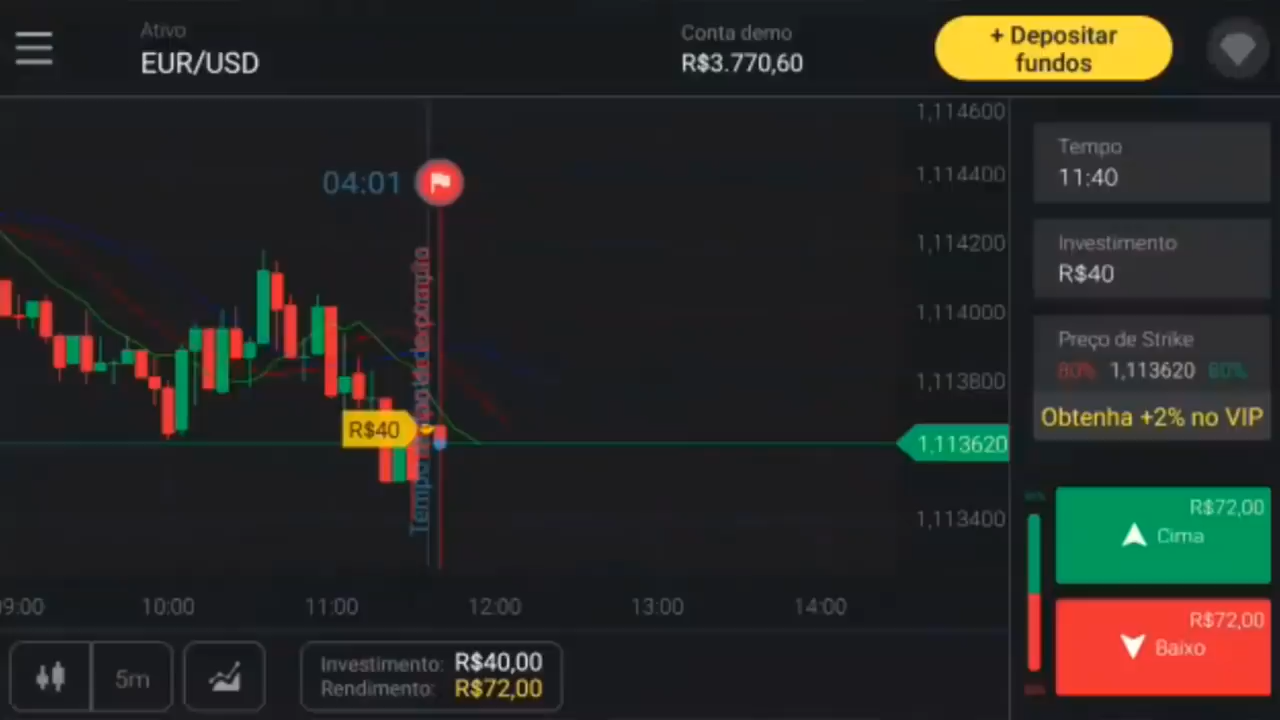 Ativo
EUR/USD
Conta demo
R$3.770,60
+ Depositar
fundos
1,114600
1,114400
1,114200
1,114000
1,113800
1,113620
1,113400
04:01
R$40
Tempo
11:40
Investimento
R$40
Preço de Strike
80% 1,113620 80%
Obtenha +2% no VIP
R$72,00
Cima
R$72,00
Baixo
09:00 10:00 11:00 12:00 13:00 14:00
5m
Investimento: R$40,00
Rendimento: R$72,00